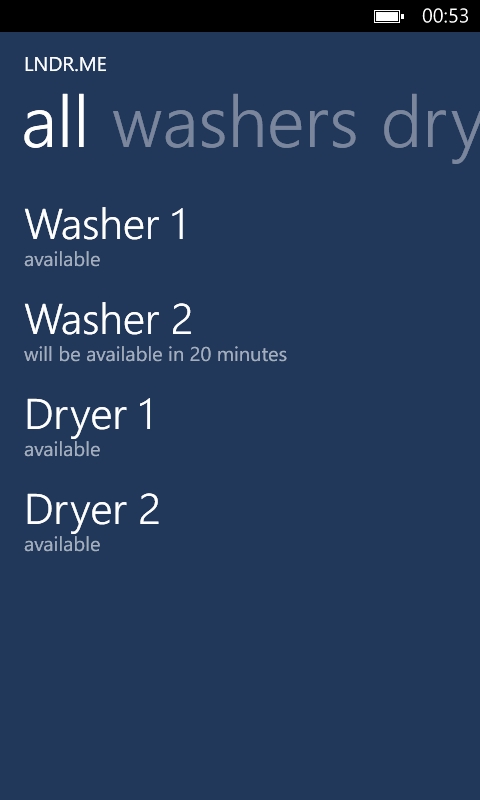 00:53
LNDR.ME
all washers dry
Washer 1
available
Washer 2
will be available in 20 minutes
Dryer 1
available
Dryer 2
available